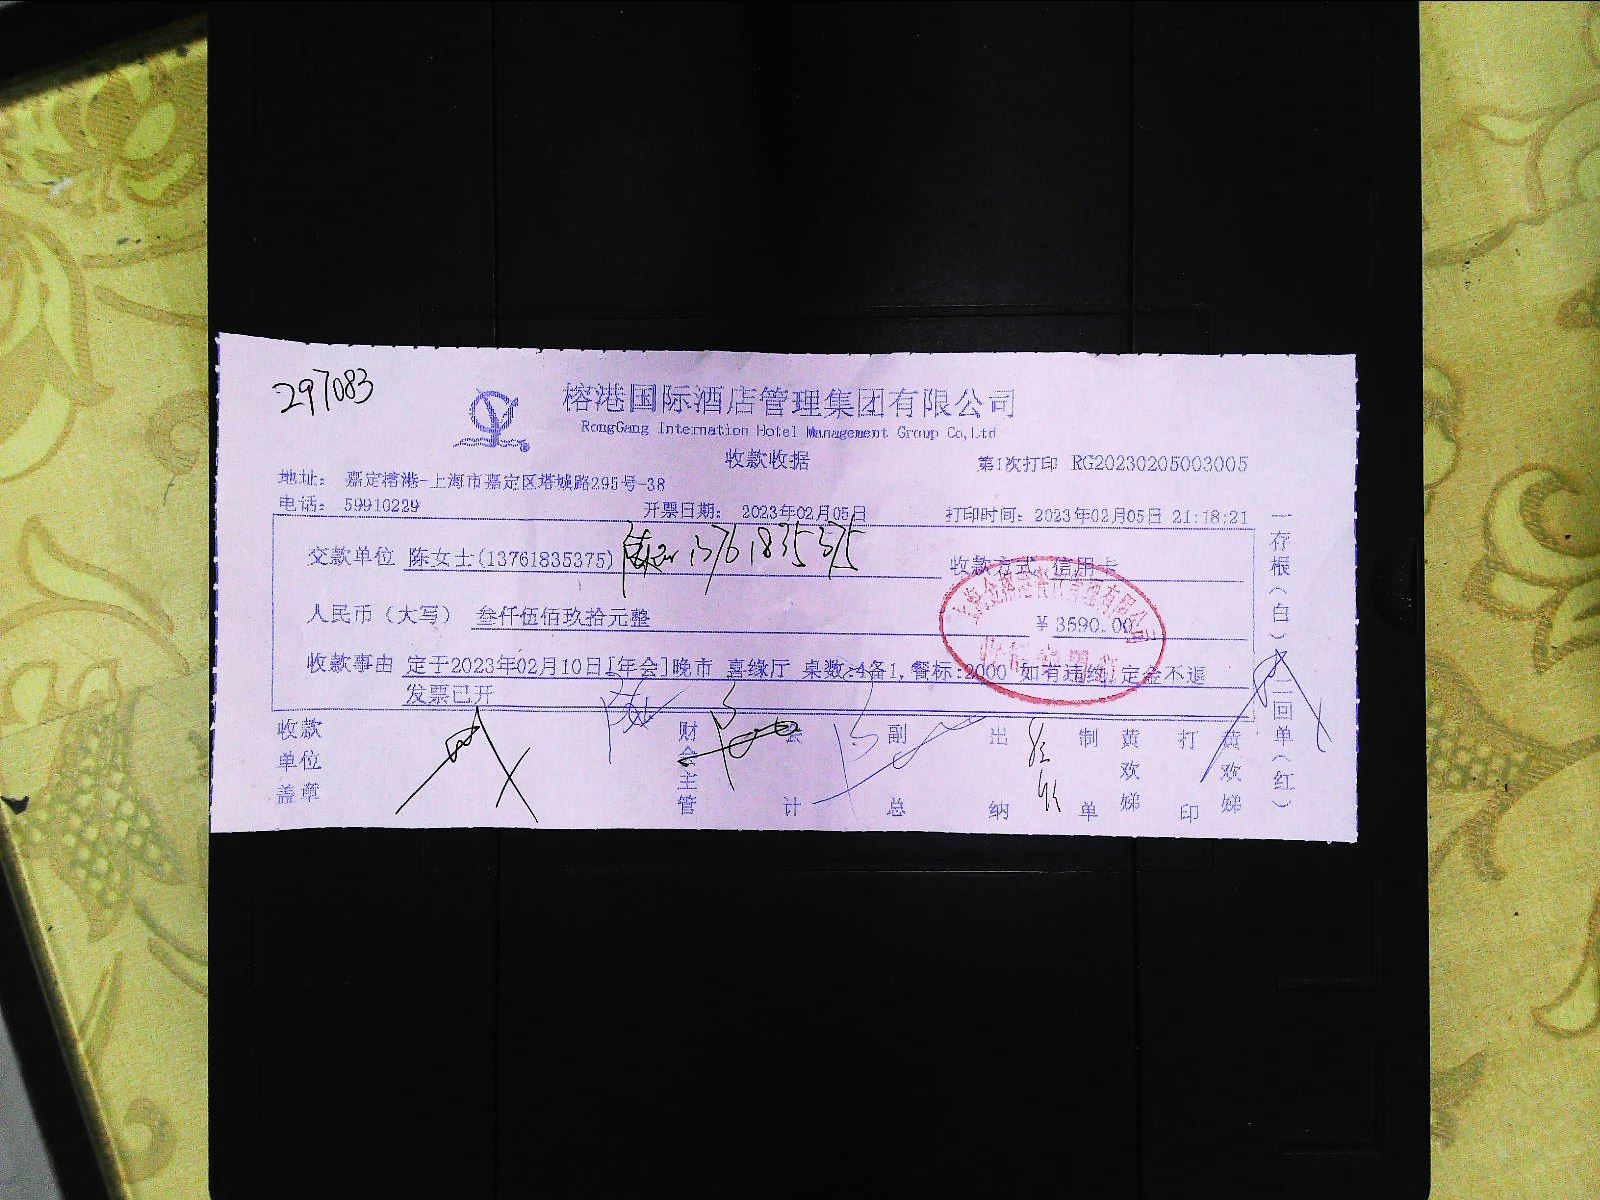 297083
榕港国际酒店管理集团有限公司
RongGang Internation Hotel Management Group Co,Ltd
收款收据
第1次打印 RG20230205003005
地址： 嘉定榕港-上海市嘉定区塔城路295号-38
电话： 59910229
开票日期： 2023年02月05日
打印时间：2023年02月05日 21:18:21
交款单位 陈女士(13761835375) 13761835375
收款方式 信用卡
人民币（大写） 叁仟伍佰玖拾元整
￥3590.00
收款事由 定于2023年02月10日[年会]晚市 喜缘厅 桌数:4备1,餐标:2000 如有违约,定金不退
发票已开
收款单位盖章
财会主管
会计
副总
出纳
制单 黄欢娣
打印 黄欢娣
一存根（白）二回单（红）